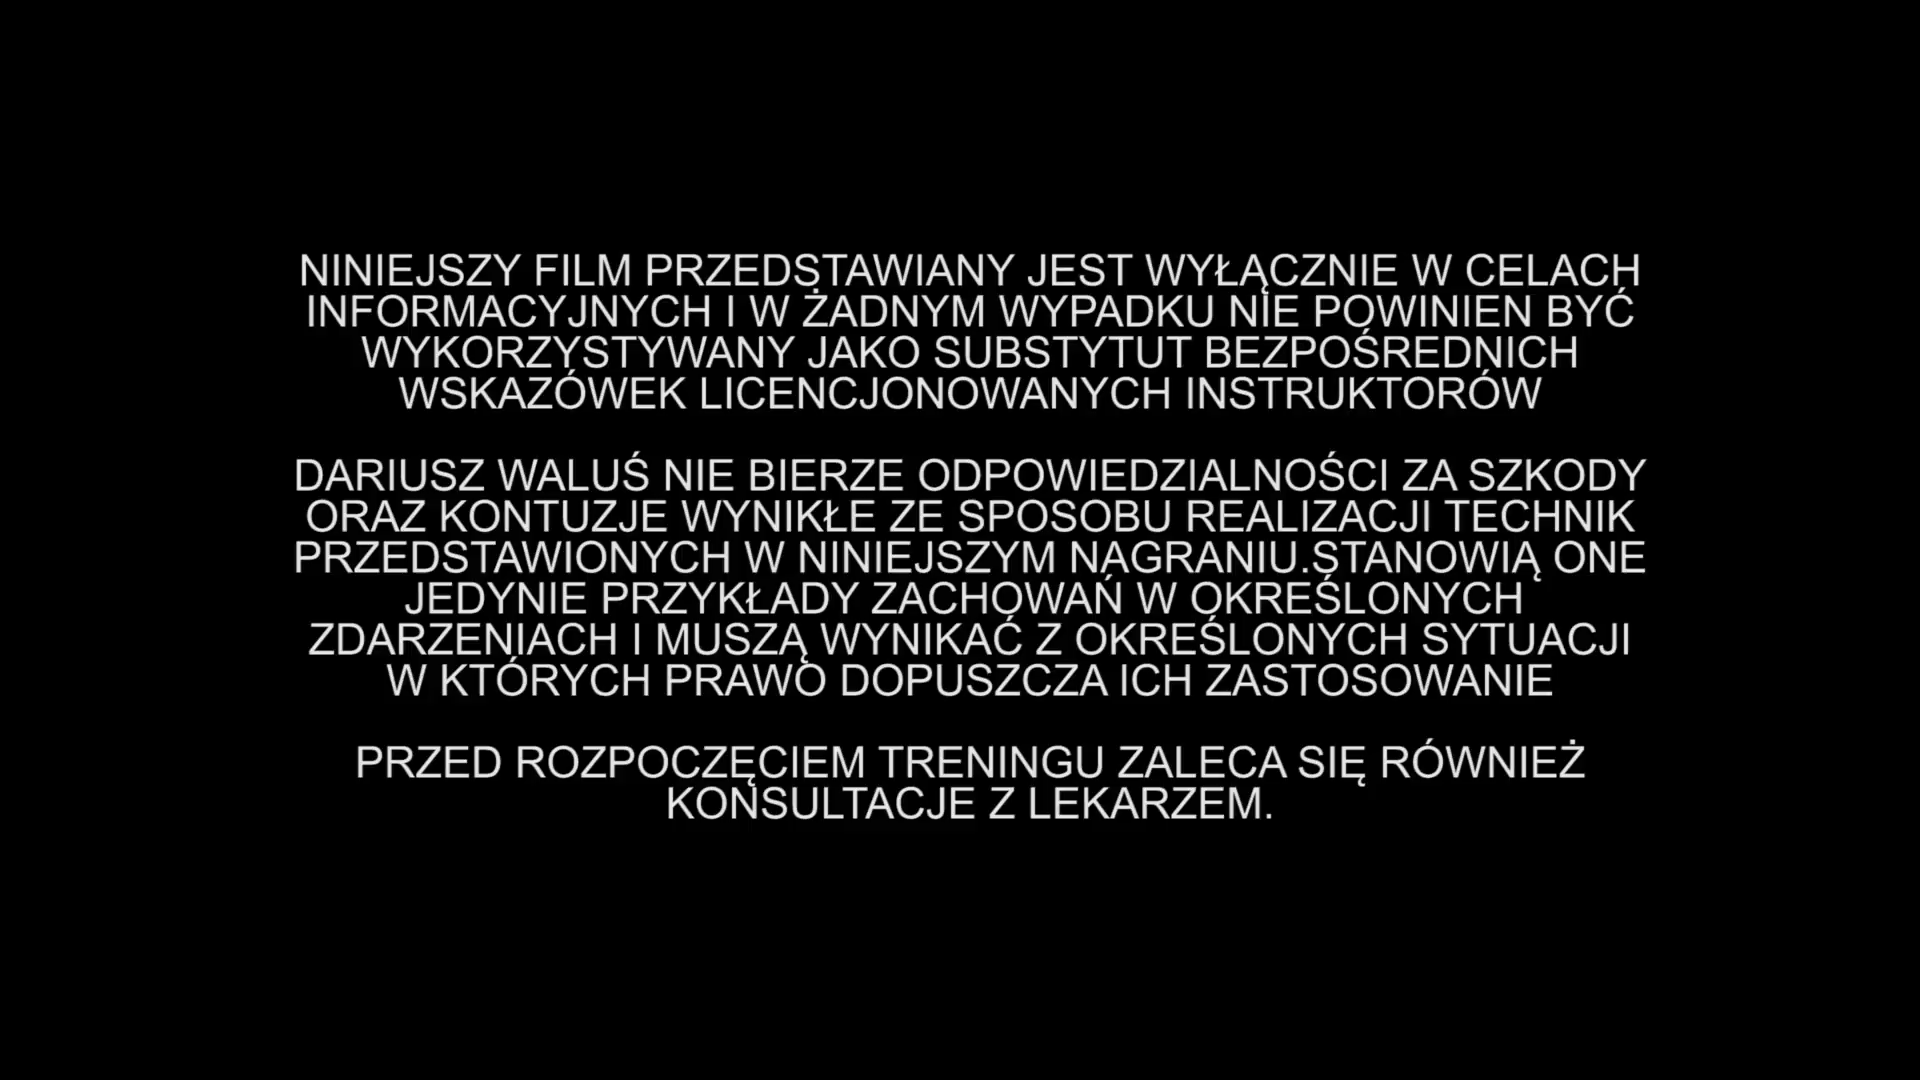 NINIEJSZY FILM PRZEDSTAWIANY JEST WYŁĄCZNIE W CELACH
INFORMACYJNYCH I W ŻADNYM WYPADKU NIE POWINIEN BYĆ
WYKORZYSTYWANY JAKO SUBSTYTUT BEZPOŚREDNICH
WSKAZÓWEK LICENCJONOWANYCH INSTRUKTORÓW
DARIUSZ WALUŚ NIE BIERZE ODPOWIEDZIALNOŚCI ZA SZKODY
ORAZ KONTUZJE WYNIKŁE ZE SPOSOBU REALIZACJI TECHNIK
PRZEDSTAWIONYCH W NINIEJSZYM NAGRANIU.STANOWIĄ ONE
JEDYNIE PRZYKŁADY ZACHOWAŃ W OKREŚLONYCH
ZDARZENIACH I MUSZĄ WYNIKAĆ Z OKREŚLONYCH SYTUACJI
W KTÓRYCH PRAWO DOPUSZCZA ICH ZASTOSOWANIE
PRZED ROZPOCZĘCIEM TRENINGU ZALECA SIĘ RÓWNIEŻ
KONSULTACJE Z LEKARZEM.